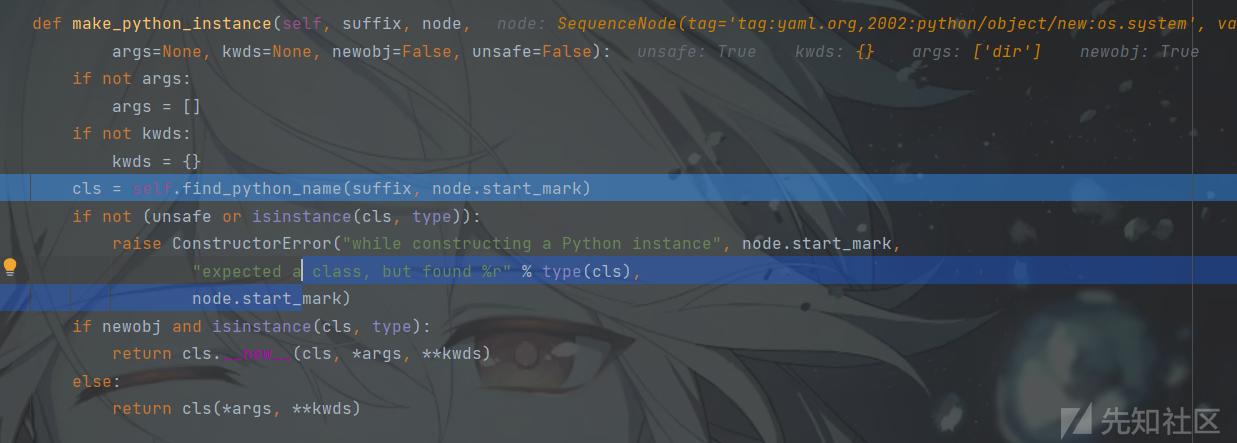 def make_python_instance(self, suffix, node,   node: SequenceNode(tag='tag:yaml.org,2002:python/object/new:os.system', va
        args=None, kwds=None, newobj=False, unsafe=False):   unsafe: True    kwds: {}    args: ['dir']    newobj: True
    if not args:
        args = []
    if not kwds:
        kwds = {}
    cls = self.find_python_name(suffix, node.start_mark)
    if not (unsafe or isinstance(cls, type)):
        raise ConstructorError("while constructing a Python instance", node.start_mark,
                "expected a class, but found %r" % type(cls),
                node.start_mark)
    if newobj and isinstance(cls, type):
        return cls.__new__(cls, *args, **kwds)
    else:
        return cls(*args, **kwds)
先知社区